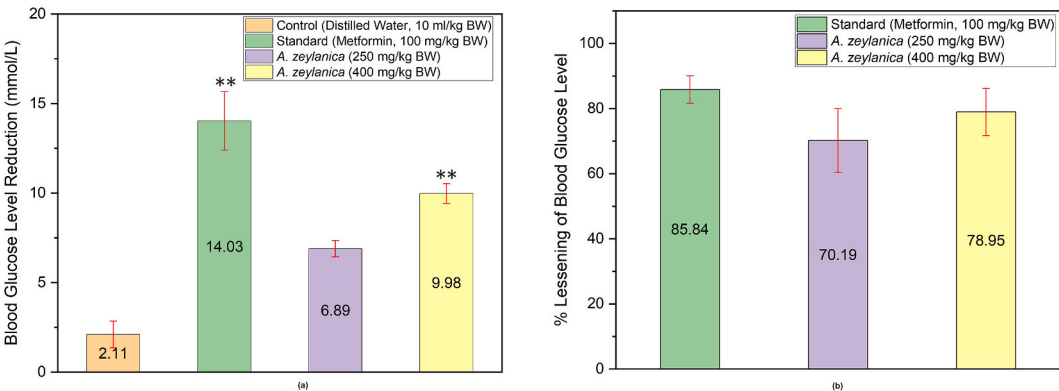 Blood Glucose Level Reduction (mmol/L)
20
15
10
5
0
Control (Distilled Water, 10 ml/kg BW)
Standard (Metformin, 100 mg/kg BW)
A. zeylanica (250 mg/kg BW)
A. zeylanica (400 mg/kg BW)
**
**
2.11
14.03
6.89
9.98
(a)
% Lessening of Blood Glucose Level
100
80
60
40
20
0
Standard (Metformin, 100 mg/kg BW)
A. zeylanica (250 mg/kg BW)
A. zeylanica (400 mg/kg BW)
85.84
70.19
78.95
(b)